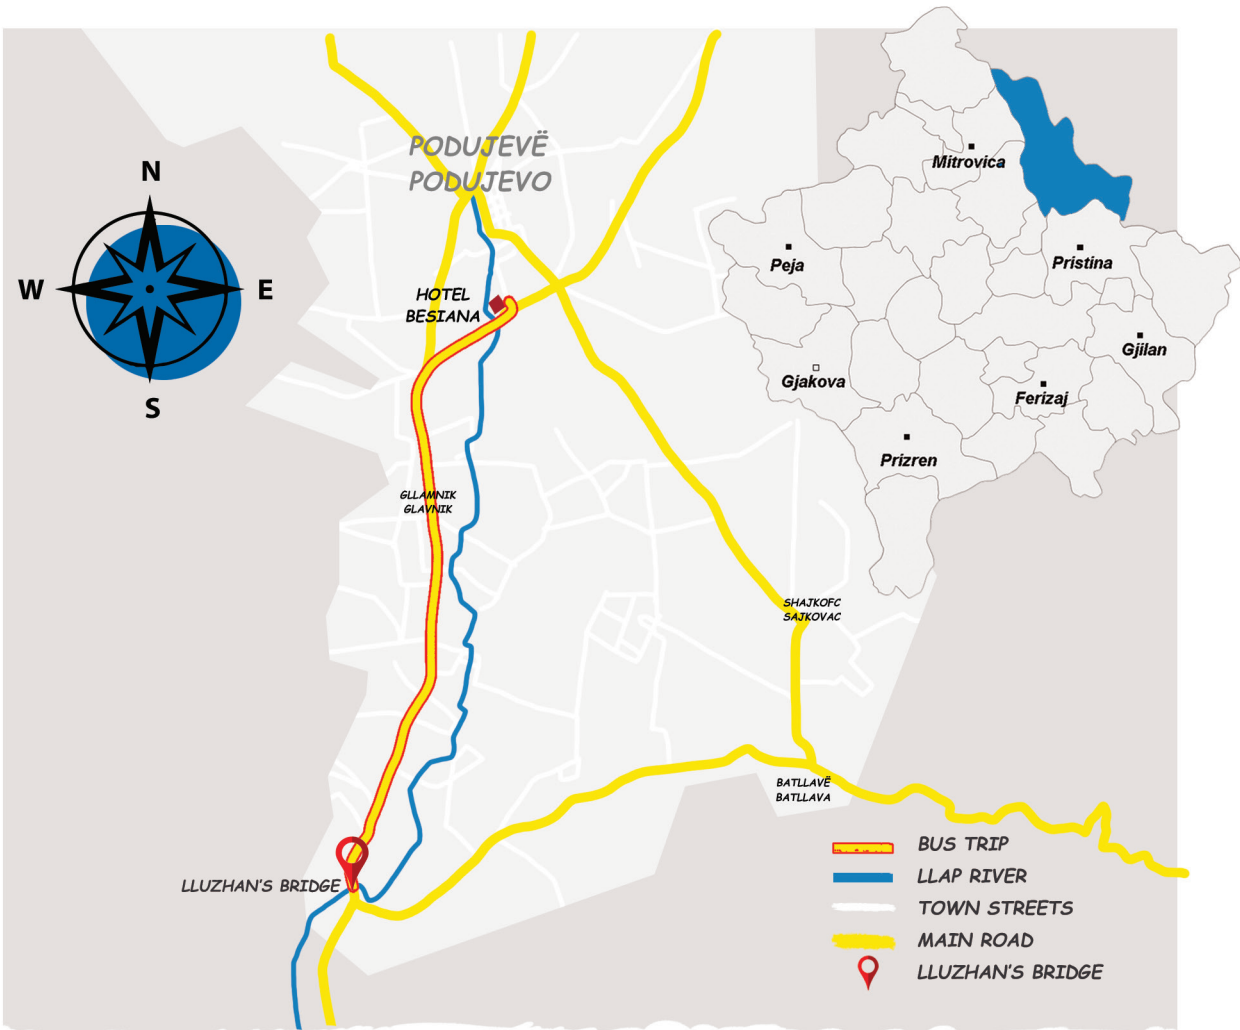 N
W
E
S
PODUJEVË
PODUJEVO
HOTEL
BESIANA
GLLAMNIK
GLAVNIK
SHAJKOFC
SAJKOVAC
BATLLAVË
BATLLAVA
LLUZHAN'S BRIDGE
Mitrovica
Peja
Pristina
Gjilan
Gjakova
Ferizaj
Prizren
BUS TRIP
LLAP RIVER
TOWN STREETS
MAIN ROAD
LLUZHAN'S BRIDGE